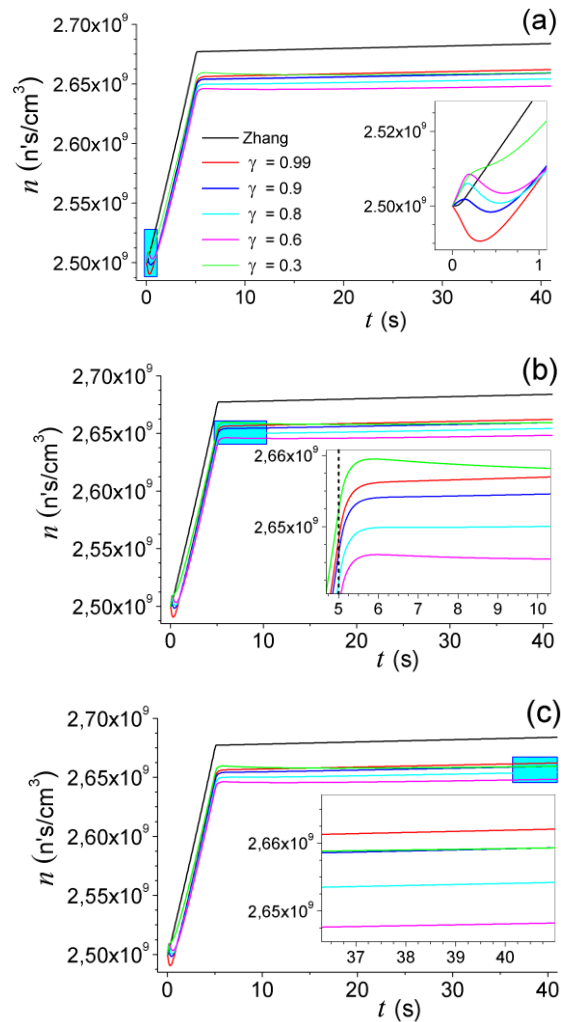 (a)
2.70x10⁹
2.65x10⁹
2.60x10⁹
2.55x10⁹
2.50x10⁹
n (n's/cm³)
Zhang
γ = 0.99
γ = 0.9
γ = 0.8
γ = 0.6
γ = 0.3
2.52x10⁹
2.50x10⁹
0 1
0 10 20 30 40
t (s)
(b)
2,70x10⁹
2,65x10⁹
2,60x10⁹
2,55x10⁹
2,50x10⁹
n (n's/cm³)
2,66x10⁹
2,65x10⁹
5 6 7 8 9 10
0 10 20 30 40
t (s)
(c)
2,70x10⁹
2,65x10⁹
2,60x10⁹
2,55x10⁹
2,50x10⁹
n (n's/cm³)
2,66x10⁹
2,65x10⁹
37 38 39 40
0 10 20 30 40
t (s)